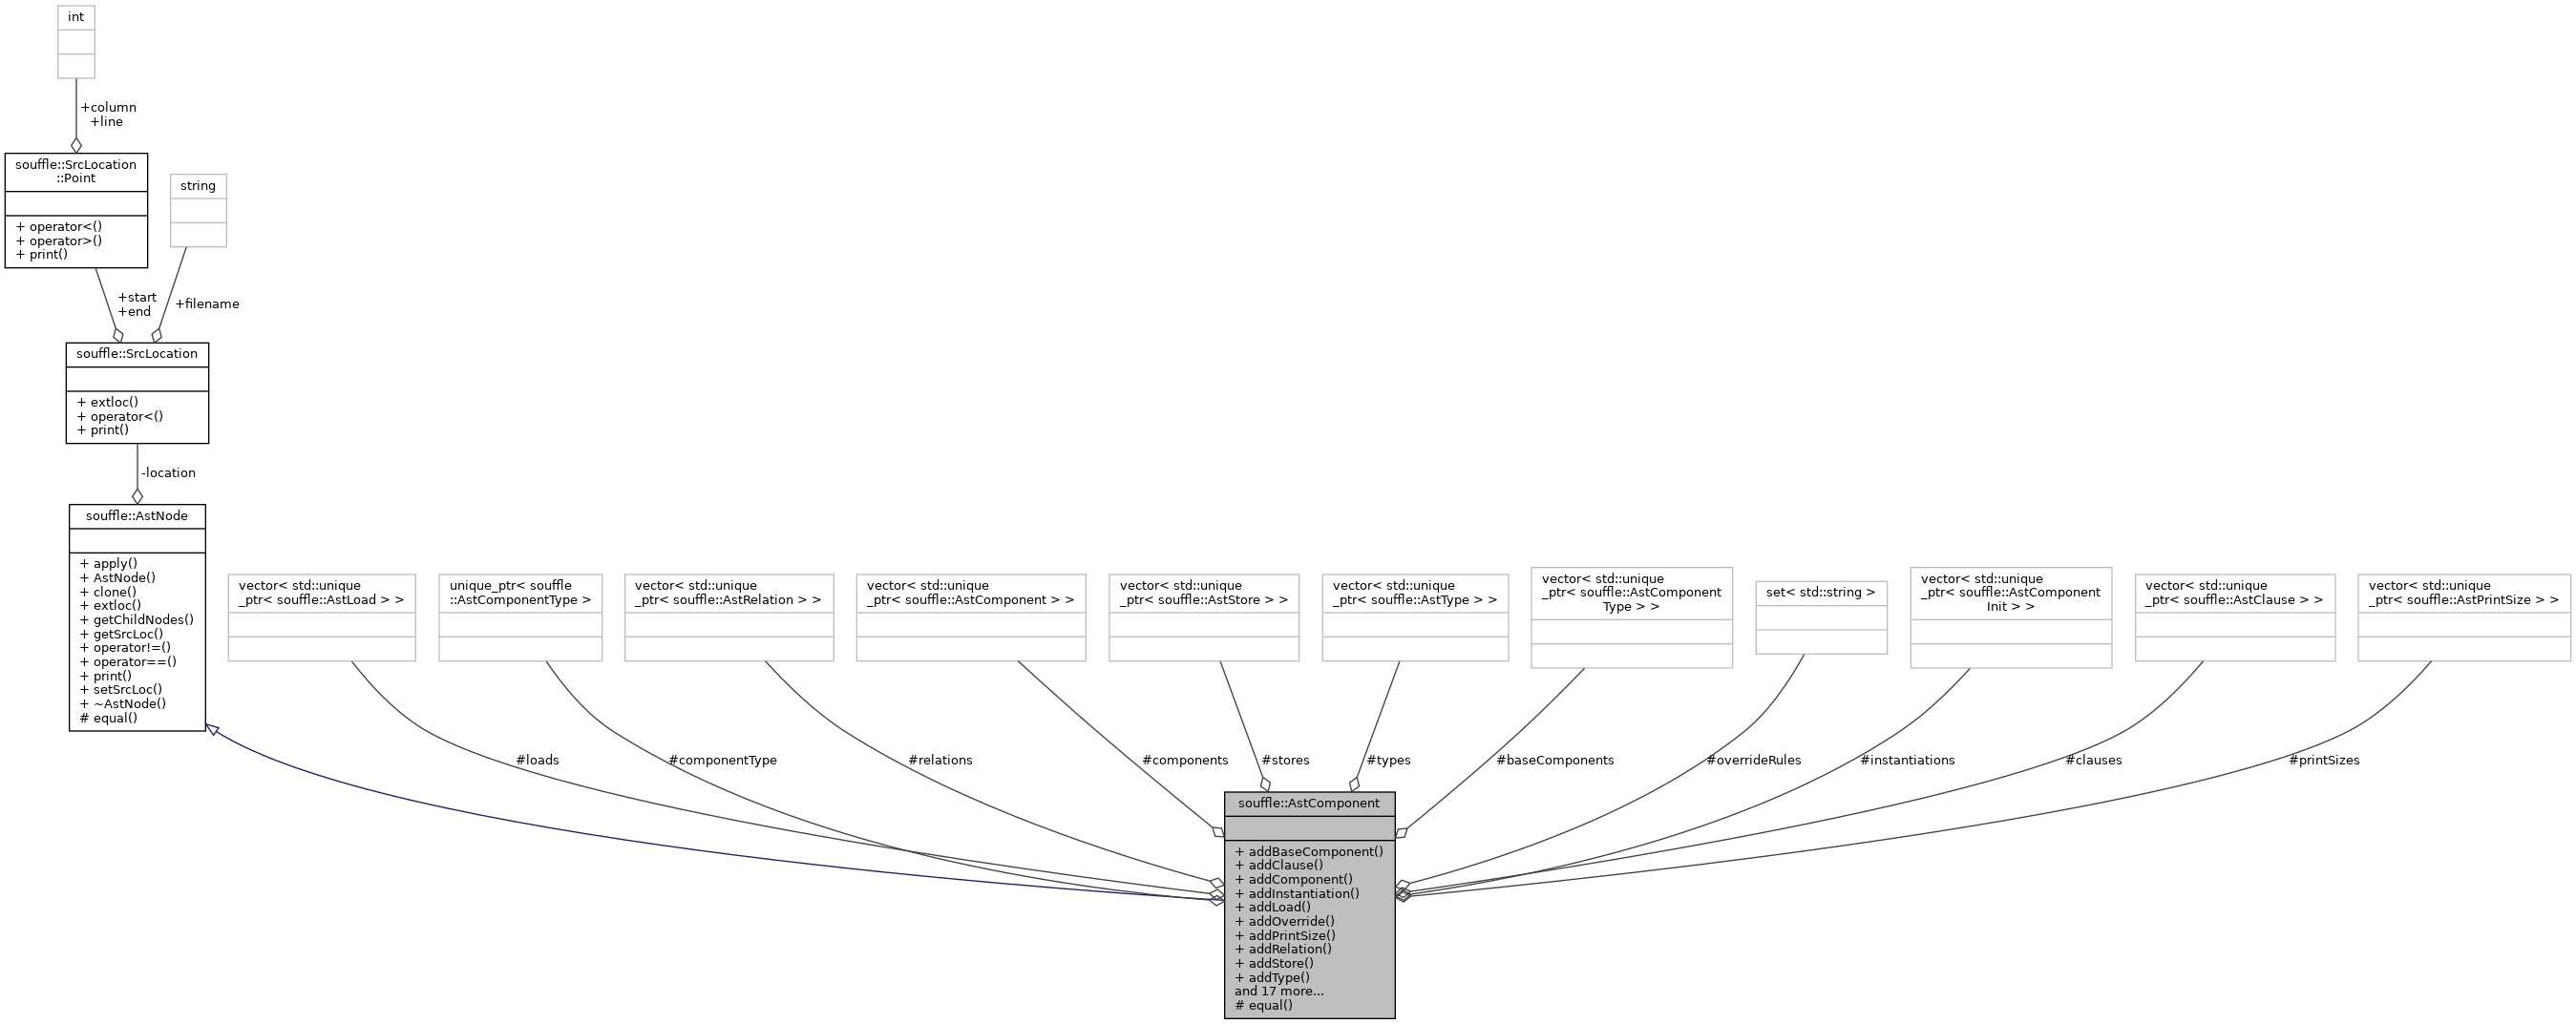 int
+column
+line
souffle::SrcLocation
::Point
+ operator<()
+ operator>()
+ print()
string
+start
+end
+filename
souffle::SrcLocation
+ extloc()
+ operator<()
+ print()
-location
souffle::AstNode
+ apply()
+ AstNode()
+ clone()
+ extloc()
+ getChildNodes()
+ getSrcLoc()
+ operator!=()
+ operator==()
+ print()
+ setSrcLoc()
+ ~AstNode()
# equal()
vector< std::unique
_ptr< souffle::AstLoad > >
unique_ptr< souffle
::AstComponentType >
vector< std::unique
_ptr< souffle::AstRelation > >
vector< std::unique
_ptr< souffle::AstComponent > >
vector< std::unique
_ptr< souffle::AstStore > >
vector< std::unique
_ptr< souffle::AstType > >
vector< std::unique
_ptr< souffle::AstComponent
Type > >
set< std::string >
vector< std::unique
_ptr< souffle::AstComponent
Init > >
vector< std::unique
_ptr< souffle::AstClause > >
vector< std::unique
_ptr< souffle::AstPrintSize > >
#loads
#componentType
#relations
#components
#stores
#types
#baseComponents
#overrideRules
#instantiations
#clauses
#printSizes
souffle::AstComponent
+ addBaseComponent()
+ addClause()
+ addComponent()
+ addInstantiation()
+ addLoad()
+ addOverride()
+ addPrintSize()
+ addRelation()
+ addStore()
+ addType()
and 17 more...
# equal()